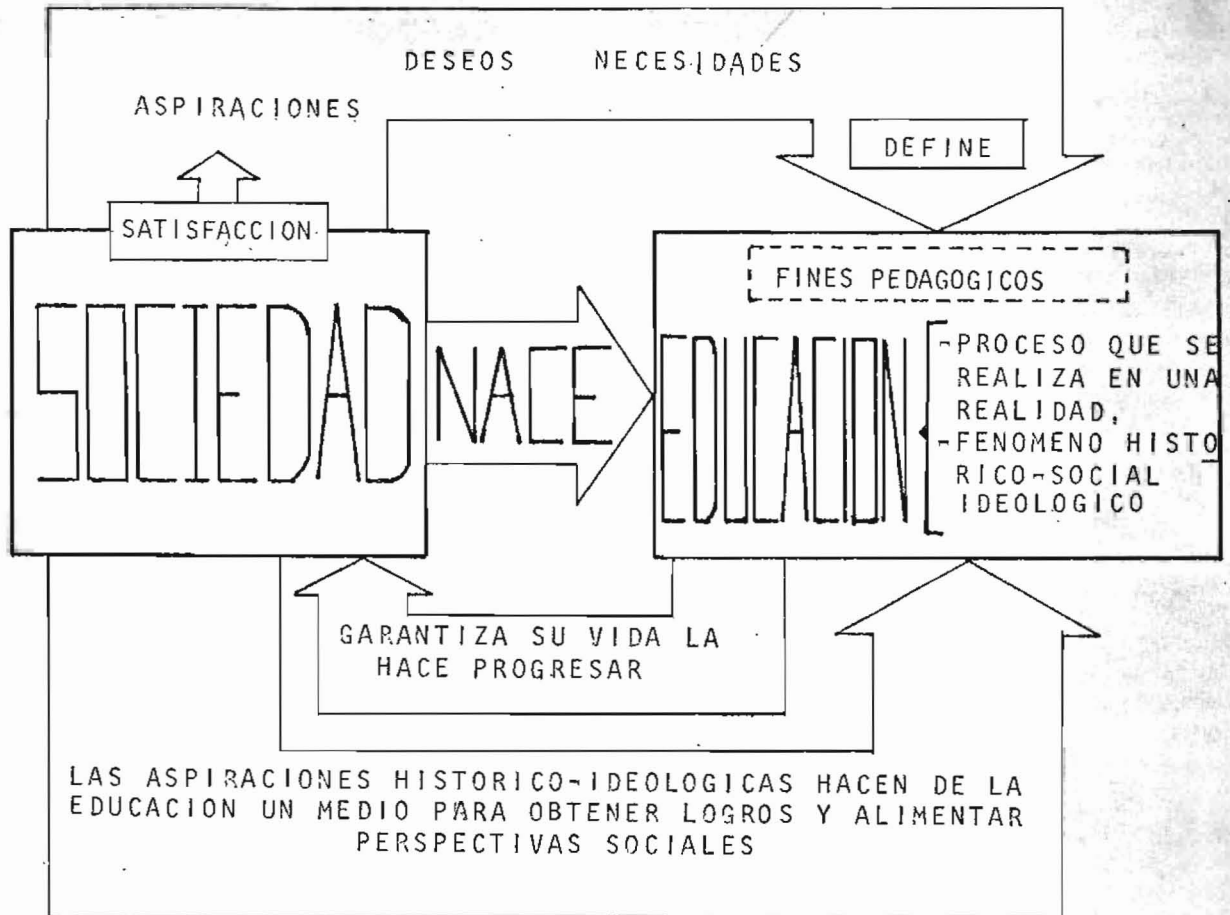 DESEOS NECESIDADES
ASPIRACIONES
DEFINE
SATISFACCION
FINES PEDAGOGICOS
SOCIEDAD
NACE
EDUCACION
-PROCESO QUE SE
REALIZA EN UNA
REALIDAD.
-FENOMENO HISTO
RICO-SOCIAL
IDEOLOGICO
GARANTIZA SU VIDA LA
HACE PROGRESAR
LAS ASPIRACIONES HISTORICO-IDEOLOGICAS HACEN DE LA
EDUCACION UN MEDIO PARA OBTENER LOGROS Y ALIMENTAR
PERSPECTIVAS SOCIALES